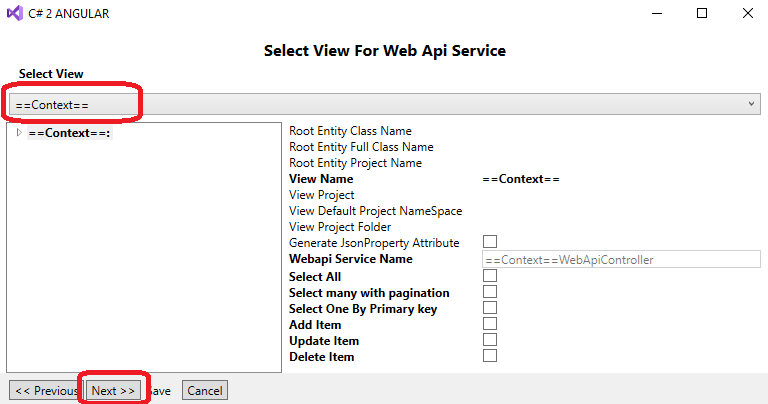 C# 2 ANGULAR
Select View For Web Api Service
Select View
==Context==
==Context==:
Root Entity Class Name
Root Entity Full Class Name
Root Entity Project Name
View Name ==Context==
View Project
View Default Project NameSpace
View Project Folder
Generate JsonProperty Attribute
Webapi Service Name ==Context==WebApiController
Select All
Select many with pagination
Select One By Primary key
Add Item
Update Item
Delete Item
<< Previous Next >> Save Cancel